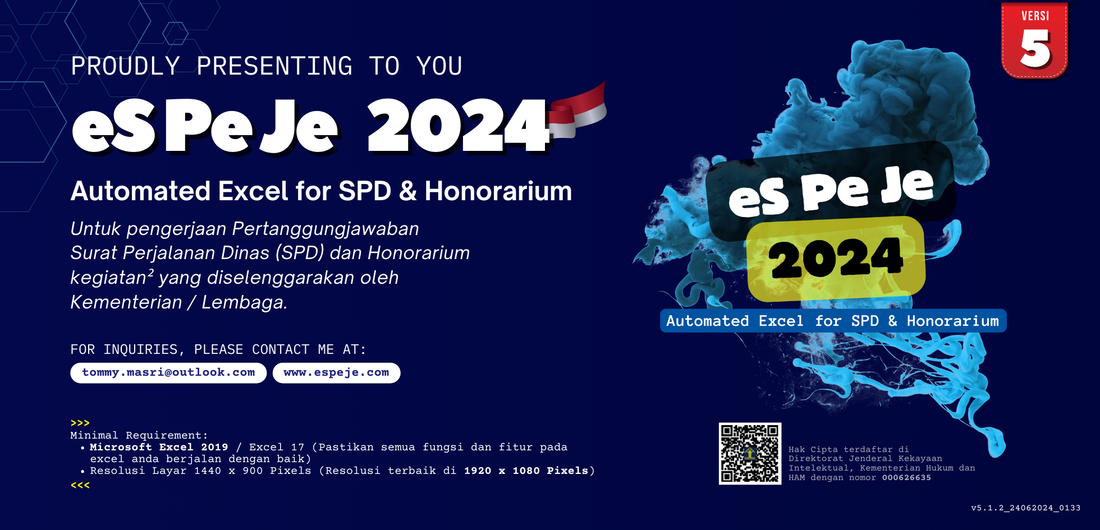 PROUDLY PRESENTING TO YOU
eS Pe Je 2024
Automated Excel for SPD & Honorarium
Untuk pengerjaan Pertanggungjawaban
Surat Perjalanan Dinas (SPD) dan Honorarium
kegiatan² yang diselenggarakan oleh
Kementerian / Lembaga.
FOR INQUIRIES, PLEASE CONTACT ME AT:
tommy.masri@outlook.com www.espeje.com
>>>
Minimal Requirement:
• Microsoft Excel 2019 / Excel 17 (Pastikan semua fungsi dan fitur pada
excel anda berjalan dengan baik)
• Resolusi Layar 1440 x 900 Pixels (Resolusi terbaik di 1920 x 1080 Pixels)
<<<
VERSI
5
eS Pe Je
2024
Automated Excel for SPD & Honorarium
Hak Cipta terdaftar di
Direktorat Jenderal Kekayaan
Intelektual, Kementerian Hukum dan
HAM dengan nomor 000626635
v5.1.2_24062024_0133